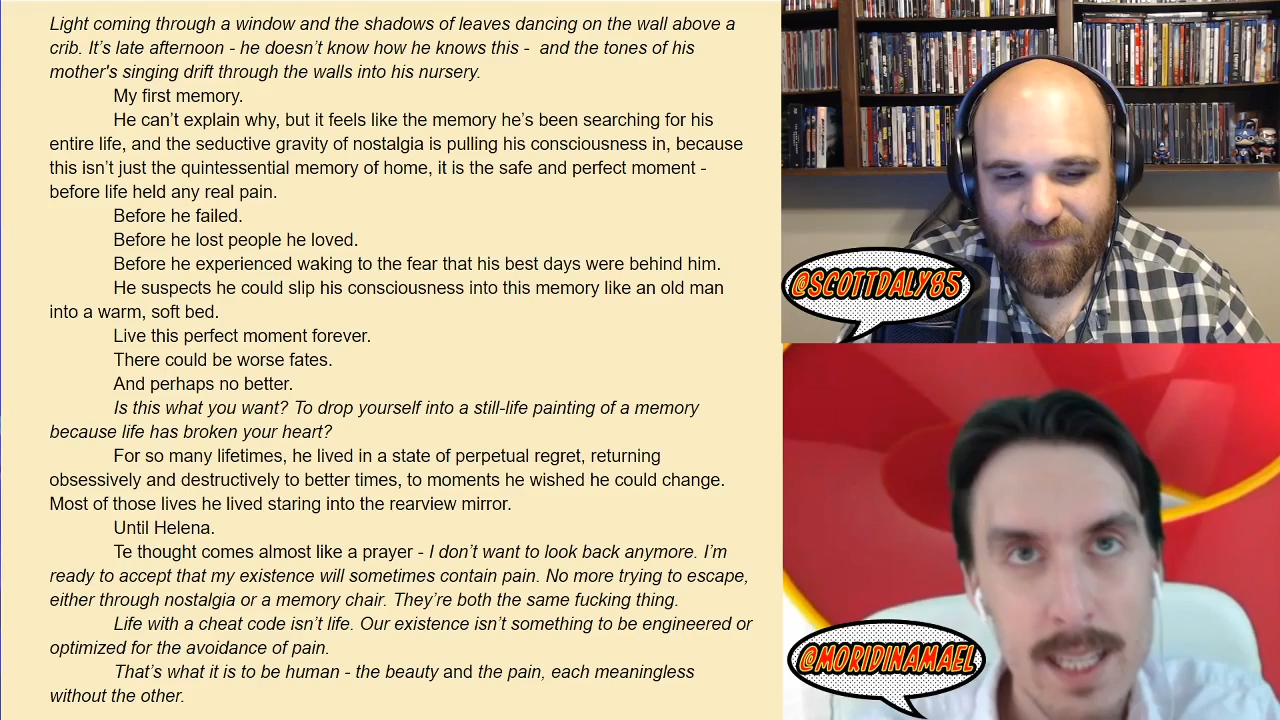 Light coming through a window and the shadows of leaves dancing on the wall above a
crib. It's late afternoon - he doesn't know how he knows this -  and the tones of his
mother's singing drift through the walls into his nursery.
My first memory.
He can't explain why, but it feels like the memory he's been searching for his
entire life, and the seductive gravity of nostalgia is pulling his consciousness in, because
this isn't just the quintessential memory of home, it is the safe and perfect moment -
before life held any real pain.
Before he failed.
Before he lost people he loved.
Before he experienced waking to the fear that his best days were behind him.
He suspects he could slip his consciousness into this memory like an old man
into a warm, soft bed.
Live this perfect moment forever.
There could be worse fates.
And perhaps no better.
Is this what you want? To drop yourself into a still-life painting of a memory
because life has broken your heart?
For so many lifetimes, he lived in a state of perpetual regret, returning
obsessively and destructively to better times, to moments he wished he could change.
Most of those lives he lived staring into the rearview mirror.
Until Helena.
Te thought comes almost like a prayer - I don't want to look back anymore. I'm
ready to accept that my existence will sometimes contain pain. No more trying to escape,
either through nostalgia or a memory chair. They're both the same fucking thing.
Life with a cheat code isn't life. Our existence isn't something to be engineered or
optimized for the avoidance of pain.
That's what it is to be human - the beauty and the pain, each meaningless
without the other.
@SCOTTDALY85
@MORIDINAMAEL